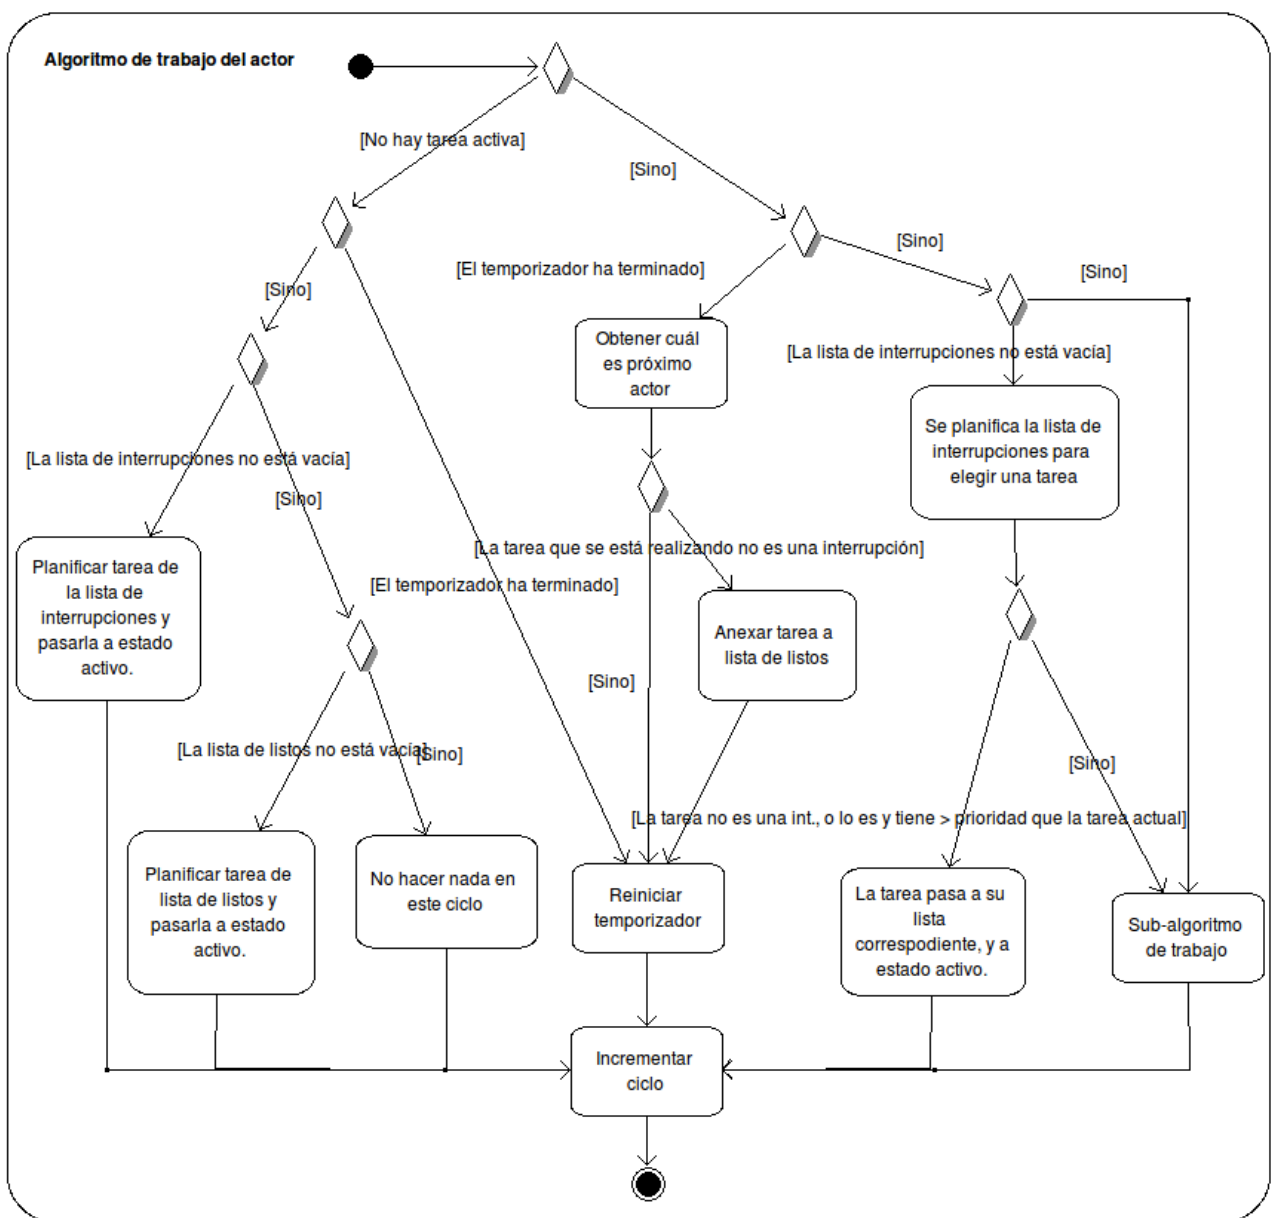 Algoritmo de trabajo del actor
[No hay tarea activa]
[Sino]
[Sino]
[El temporizador ha terminado]
[Sino]
[Sino]
Obtener cuál
es próximo
actor
[La lista de interrupciones no está vacía]
Se planifica la lista de
interrupciones para
elegir una tarea
[La lista de interrupciones no está vacía]
[Sino]
[La tarea que se está realizando no es una interrupción]
Planificar tarea de
la lista de
interrupciones y
pasarla a estado
activo.
[El temporizador ha terminado]
Anexar tarea a
lista de listos
[Sino]
[La lista de listos no está vacía]
[Sino]
[Sino]
[La tarea no es una int., o lo es y tiene > prioridad que la tarea actual]
Planificar tarea de
lista de listos y
pasarla a estado
activo.
No hacer nada en
este ciclo
Reiniciar
temporizador
La tarea pasa a su
lista
correspodiente, y a
estado activo.
Sub-algoritmo
de trabajo
Incrementar
ciclo